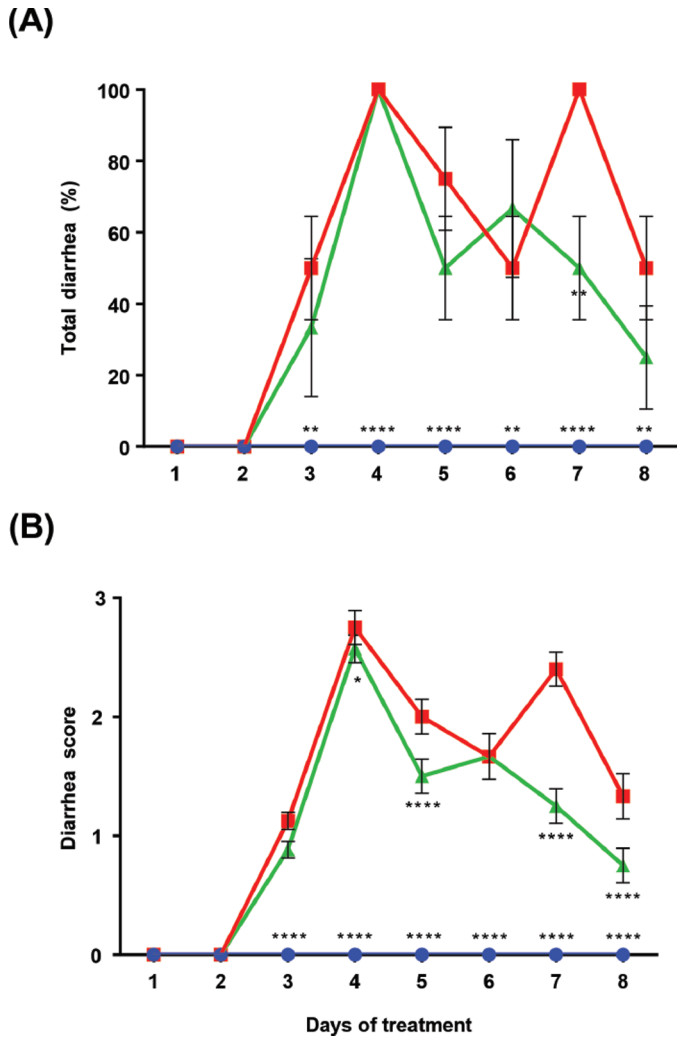 (A)
100
80
60
40
20
0
Total diarrhea (%)
**
** **** **** ** **** **
1 2 3 4 5 6 7 8
(B)
3
2
1
0
Diarrhea score
*
****
****
****
**** **** **** **** **** ****
1 2 3 4 5 6 7 8
Days of treatment